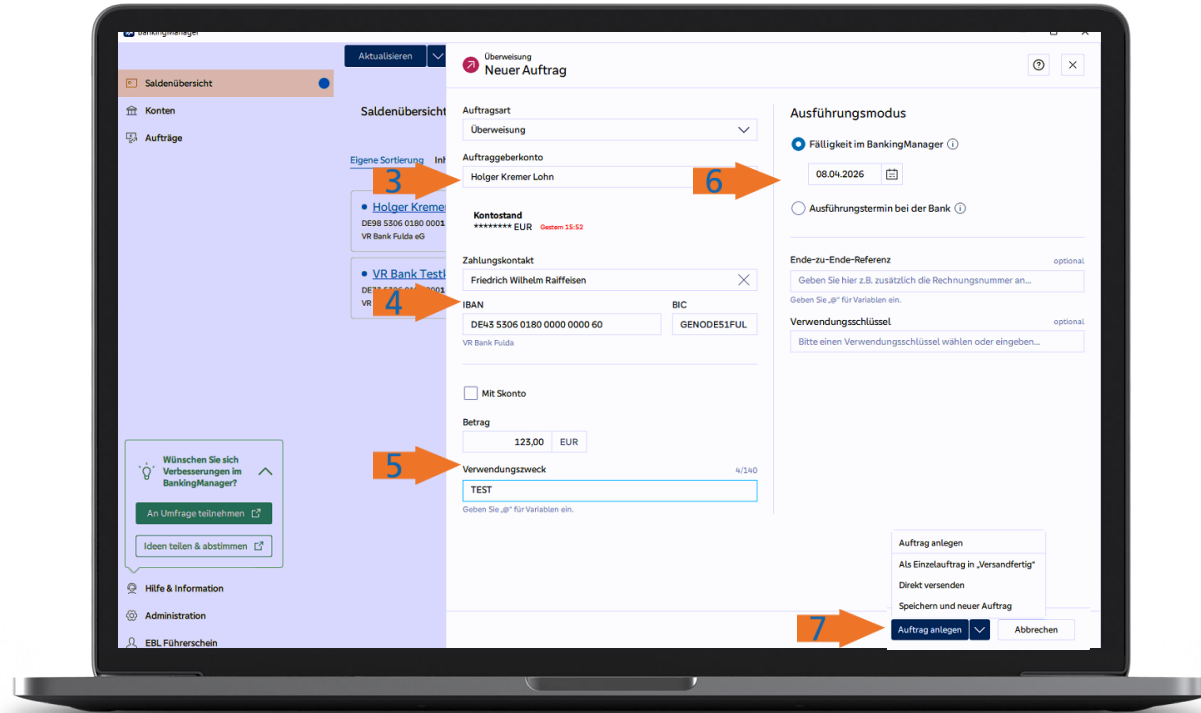 BankingManager
Aktualisieren
Saldenübersicht
Konten
Aufträge
Saldenübersicht
Eigene Sortierung
Holger Kremer
DE98 5306 0180 0001
VR Bank Fulda eG
VR Bank
VR
Wünschen Sie sich
Verbesserungen im
BankingManager?
An Umfrage teilnehmen
Ideen teilen & abstimmen
Hilfe & Information
Administration
EBL Führerschein
Überweisung
Neuer Auftrag
Auftragsart
Überweisung
Auftraggeberkonto
3
Holger Kremer Lohn
Kontostand
******** EUR Gestern 15:52
Zahlungskontakt
Friedrich Wilhelm Raiffeisen
4
IBAN BIC
DE43 5306 0180 0000 0000 60 GENODE51FUL
VR Bank Fulda
Mit Skonto
Betrag
123,00 EUR
5
Verwendungszweck 4/140
TEST
Geben Sie „@“ für Variablen ein.
Ausführungsmodus
Fälligkeit im BankingManager
6
08.04.2026
Ausführungstermin bei der Bank
Ende-zu-Ende-Referenz optional
Geben Sie hier z.B. zusätzlich die Rechnungsnummer an...
Geben Sie „@“ für Variablen ein.
Verwendungsschlüssel optional
Bitte einen Verwendungsschlüssel wählen oder eingeben...
Auftrag anlegen
Als Einzelauftrag in „Versandfertig“
Direkt versenden
Speichern und neuer Auftrag
7
Auftrag anlegen Abbrechen